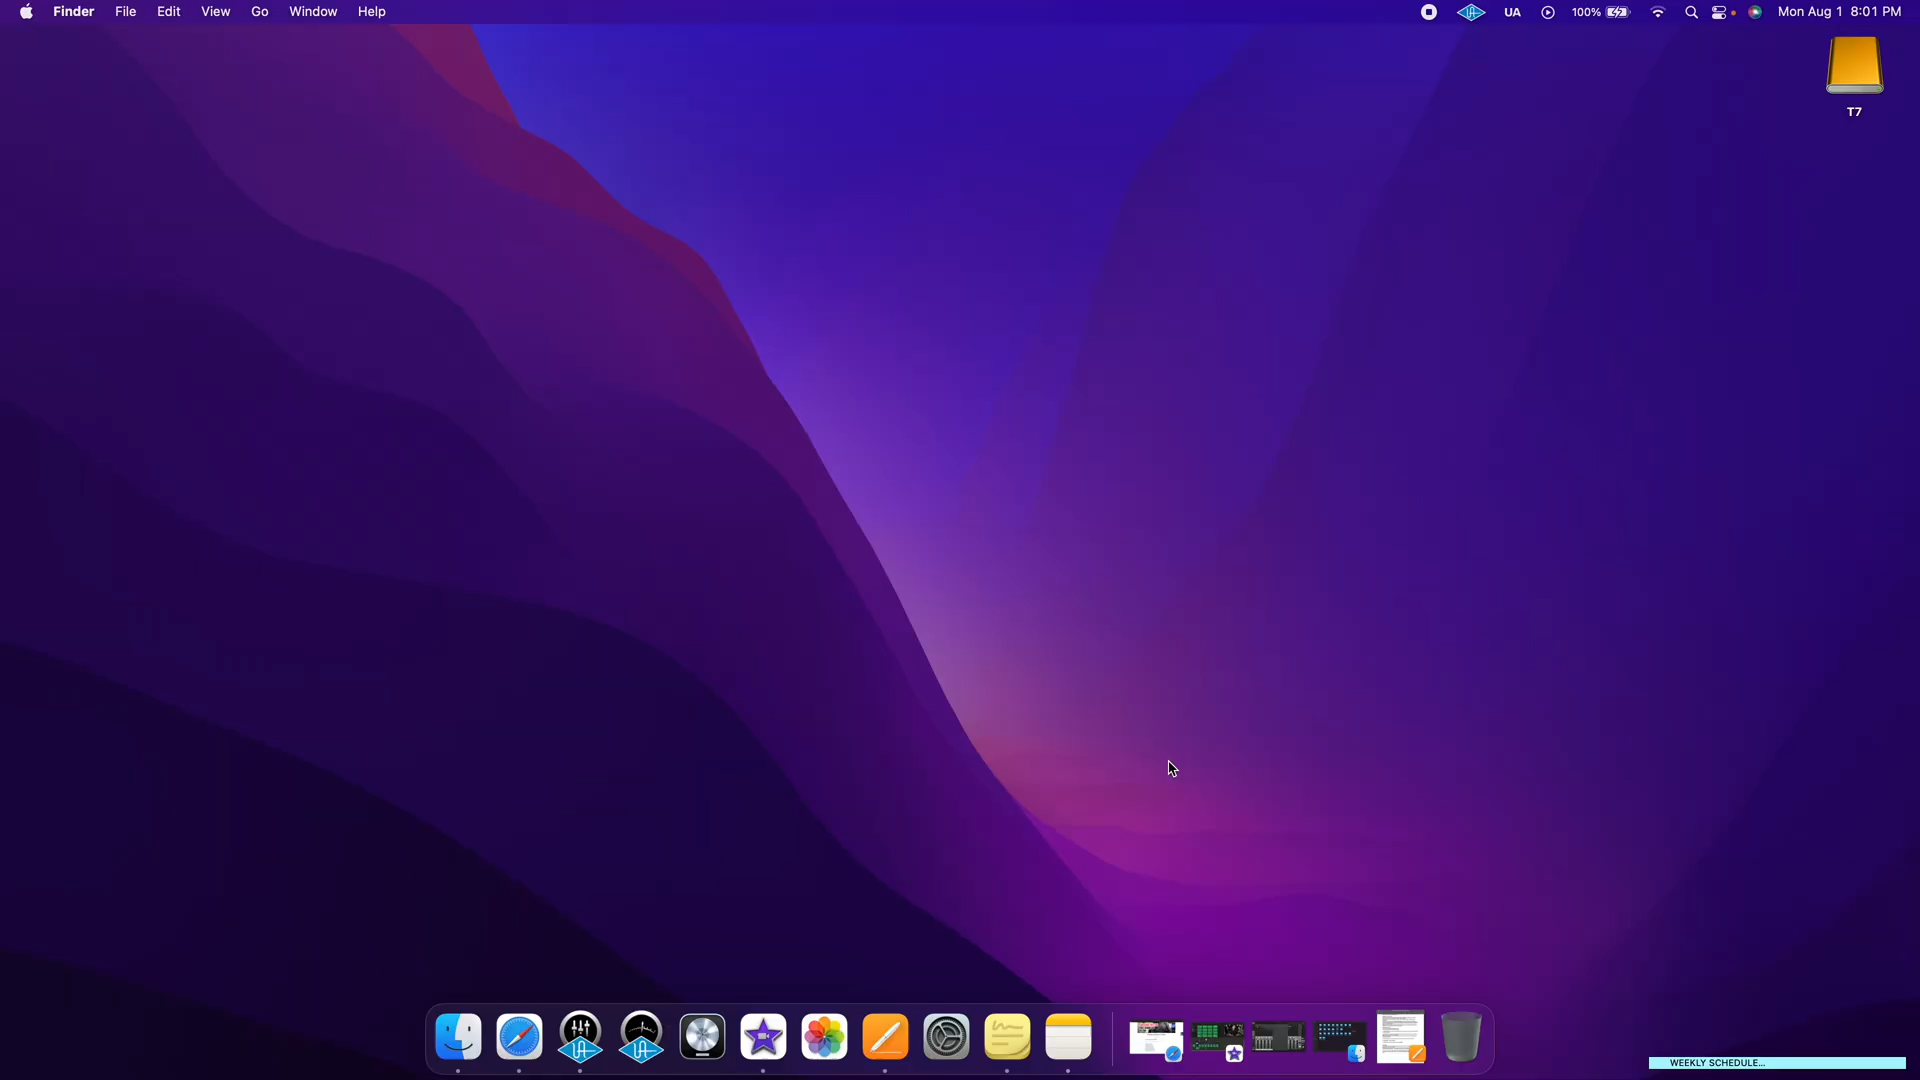 Finder File Edit View Go Window Help UA 100% Mon Aug 1 8:01 PM
T7
WEEKLY SCHEDULE...